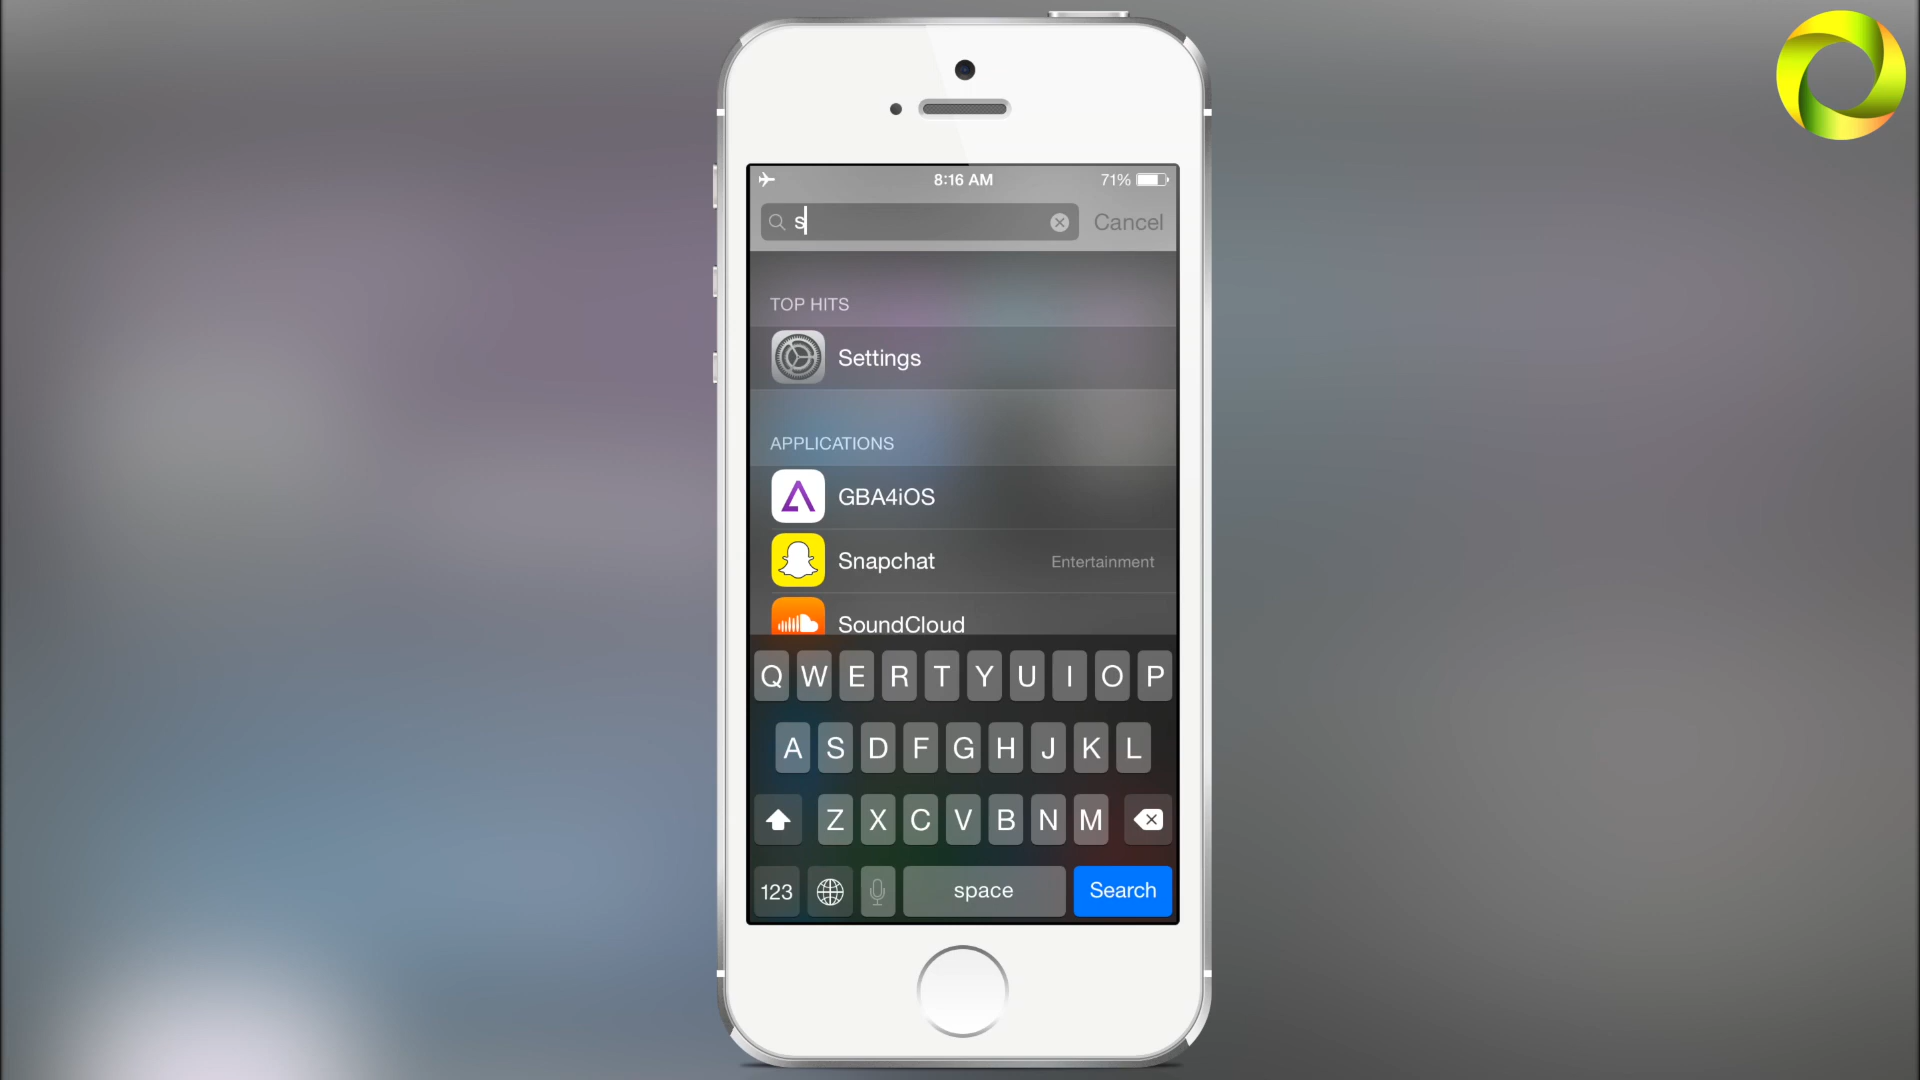 8:16 AM 71%
s Cancel
TOP HITS
Settings
APPLICATIONS
GBA4iOS
Snapchat Entertainment
SoundCloud
Q W E R T Y U I O P
A S D F G H J K L
Z X C V B N M
123 space Search